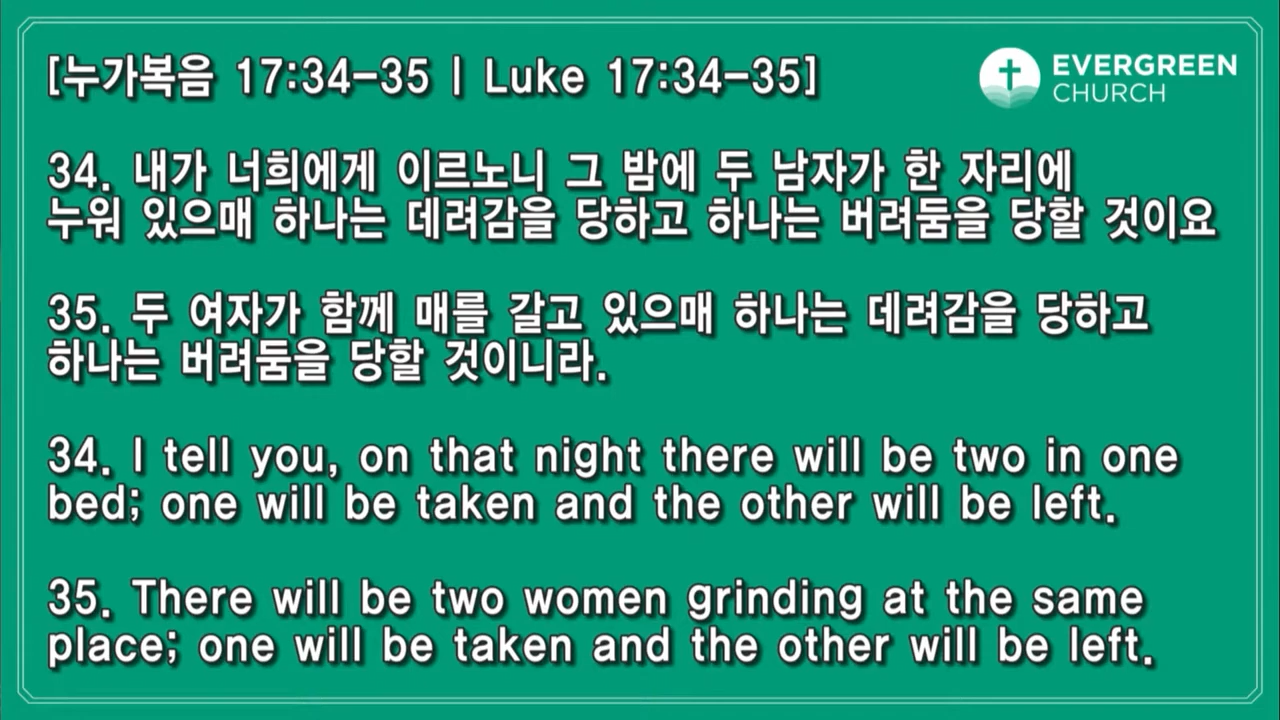 [누가복음 17:34-35 | Luke 17:34-35]
EVERGREEN
CHURCH
34. 내가 너희에게 이르노니 그 밤에 두 남자가 한 자리에
누워 있으매 하나는 데려감을 당하고 하나는 버려둠을 당할 것이요
35. 두 여자가 함께 매를 갈고 있으매 하나는 데려감을 당하고
하나는 버려둠을 당할 것이니라.
34. I tell you, on that night there will be two in one
bed; one will be taken and the other will be left.
35. There will be two women grinding at the same
place; one will be taken and the other will be left.